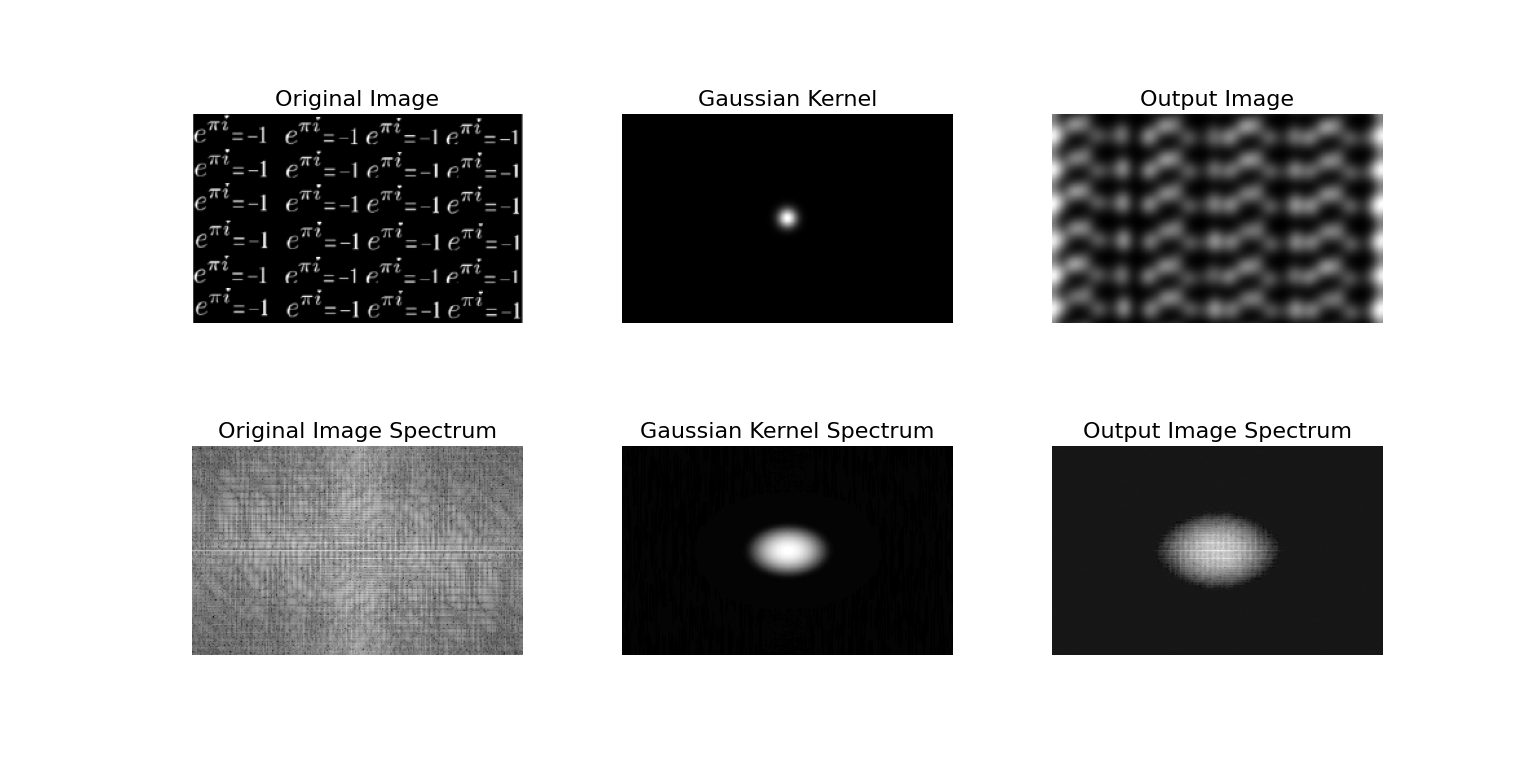 Original Image Gaussian Kernel Output Image
e^{πi}=-1 e^{πi}=-1 e^{πi}=-1 e^{πi}=-1
e^{πi}=-1 e^{πi}=-1 e^{πi}=-1 e^{πi}=-1
e^{πi}=-1 e^{πi}=-1 e^{πi}=-1 e^{πi}=-1
e^{πi}=-1 e^{πi}=-1 e^{πi}=-1 e^{πi}=-1
e^{πi}=-1 e^{πi}=-1 e^{πi}=-1 e^{πi}=-1
e^{πi}=-1 e^{πi}=-1 e^{πi}=-1 e^{πi}=-1
Original Image Spectrum Gaussian Kernel Spectrum Output Image Spectrum